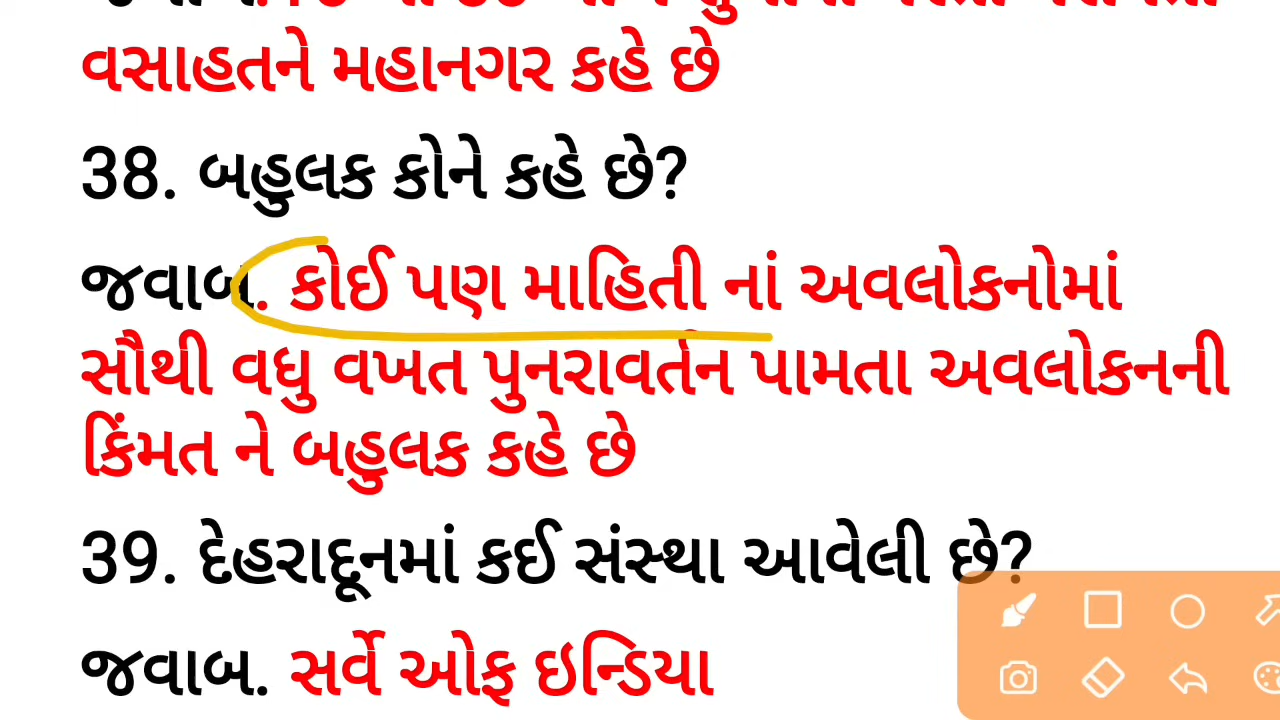 વસાહતને મહાનગર કહે છે
38. બહુલક કોને કહે છે?
જવાબ. કોઈ પણ માહિતી નાં અવલોકનોમાં
સૌથી વધુ વખત પુનરાવર્તન પામતા અવલોકનની
કિંમત ને બહુલક કહે છે
39. દેહરાદૂનમાં કઈ સંસ્થા આવેલી છે?
જવાબ. સર્વે ઓફ ઇન્ડિયા